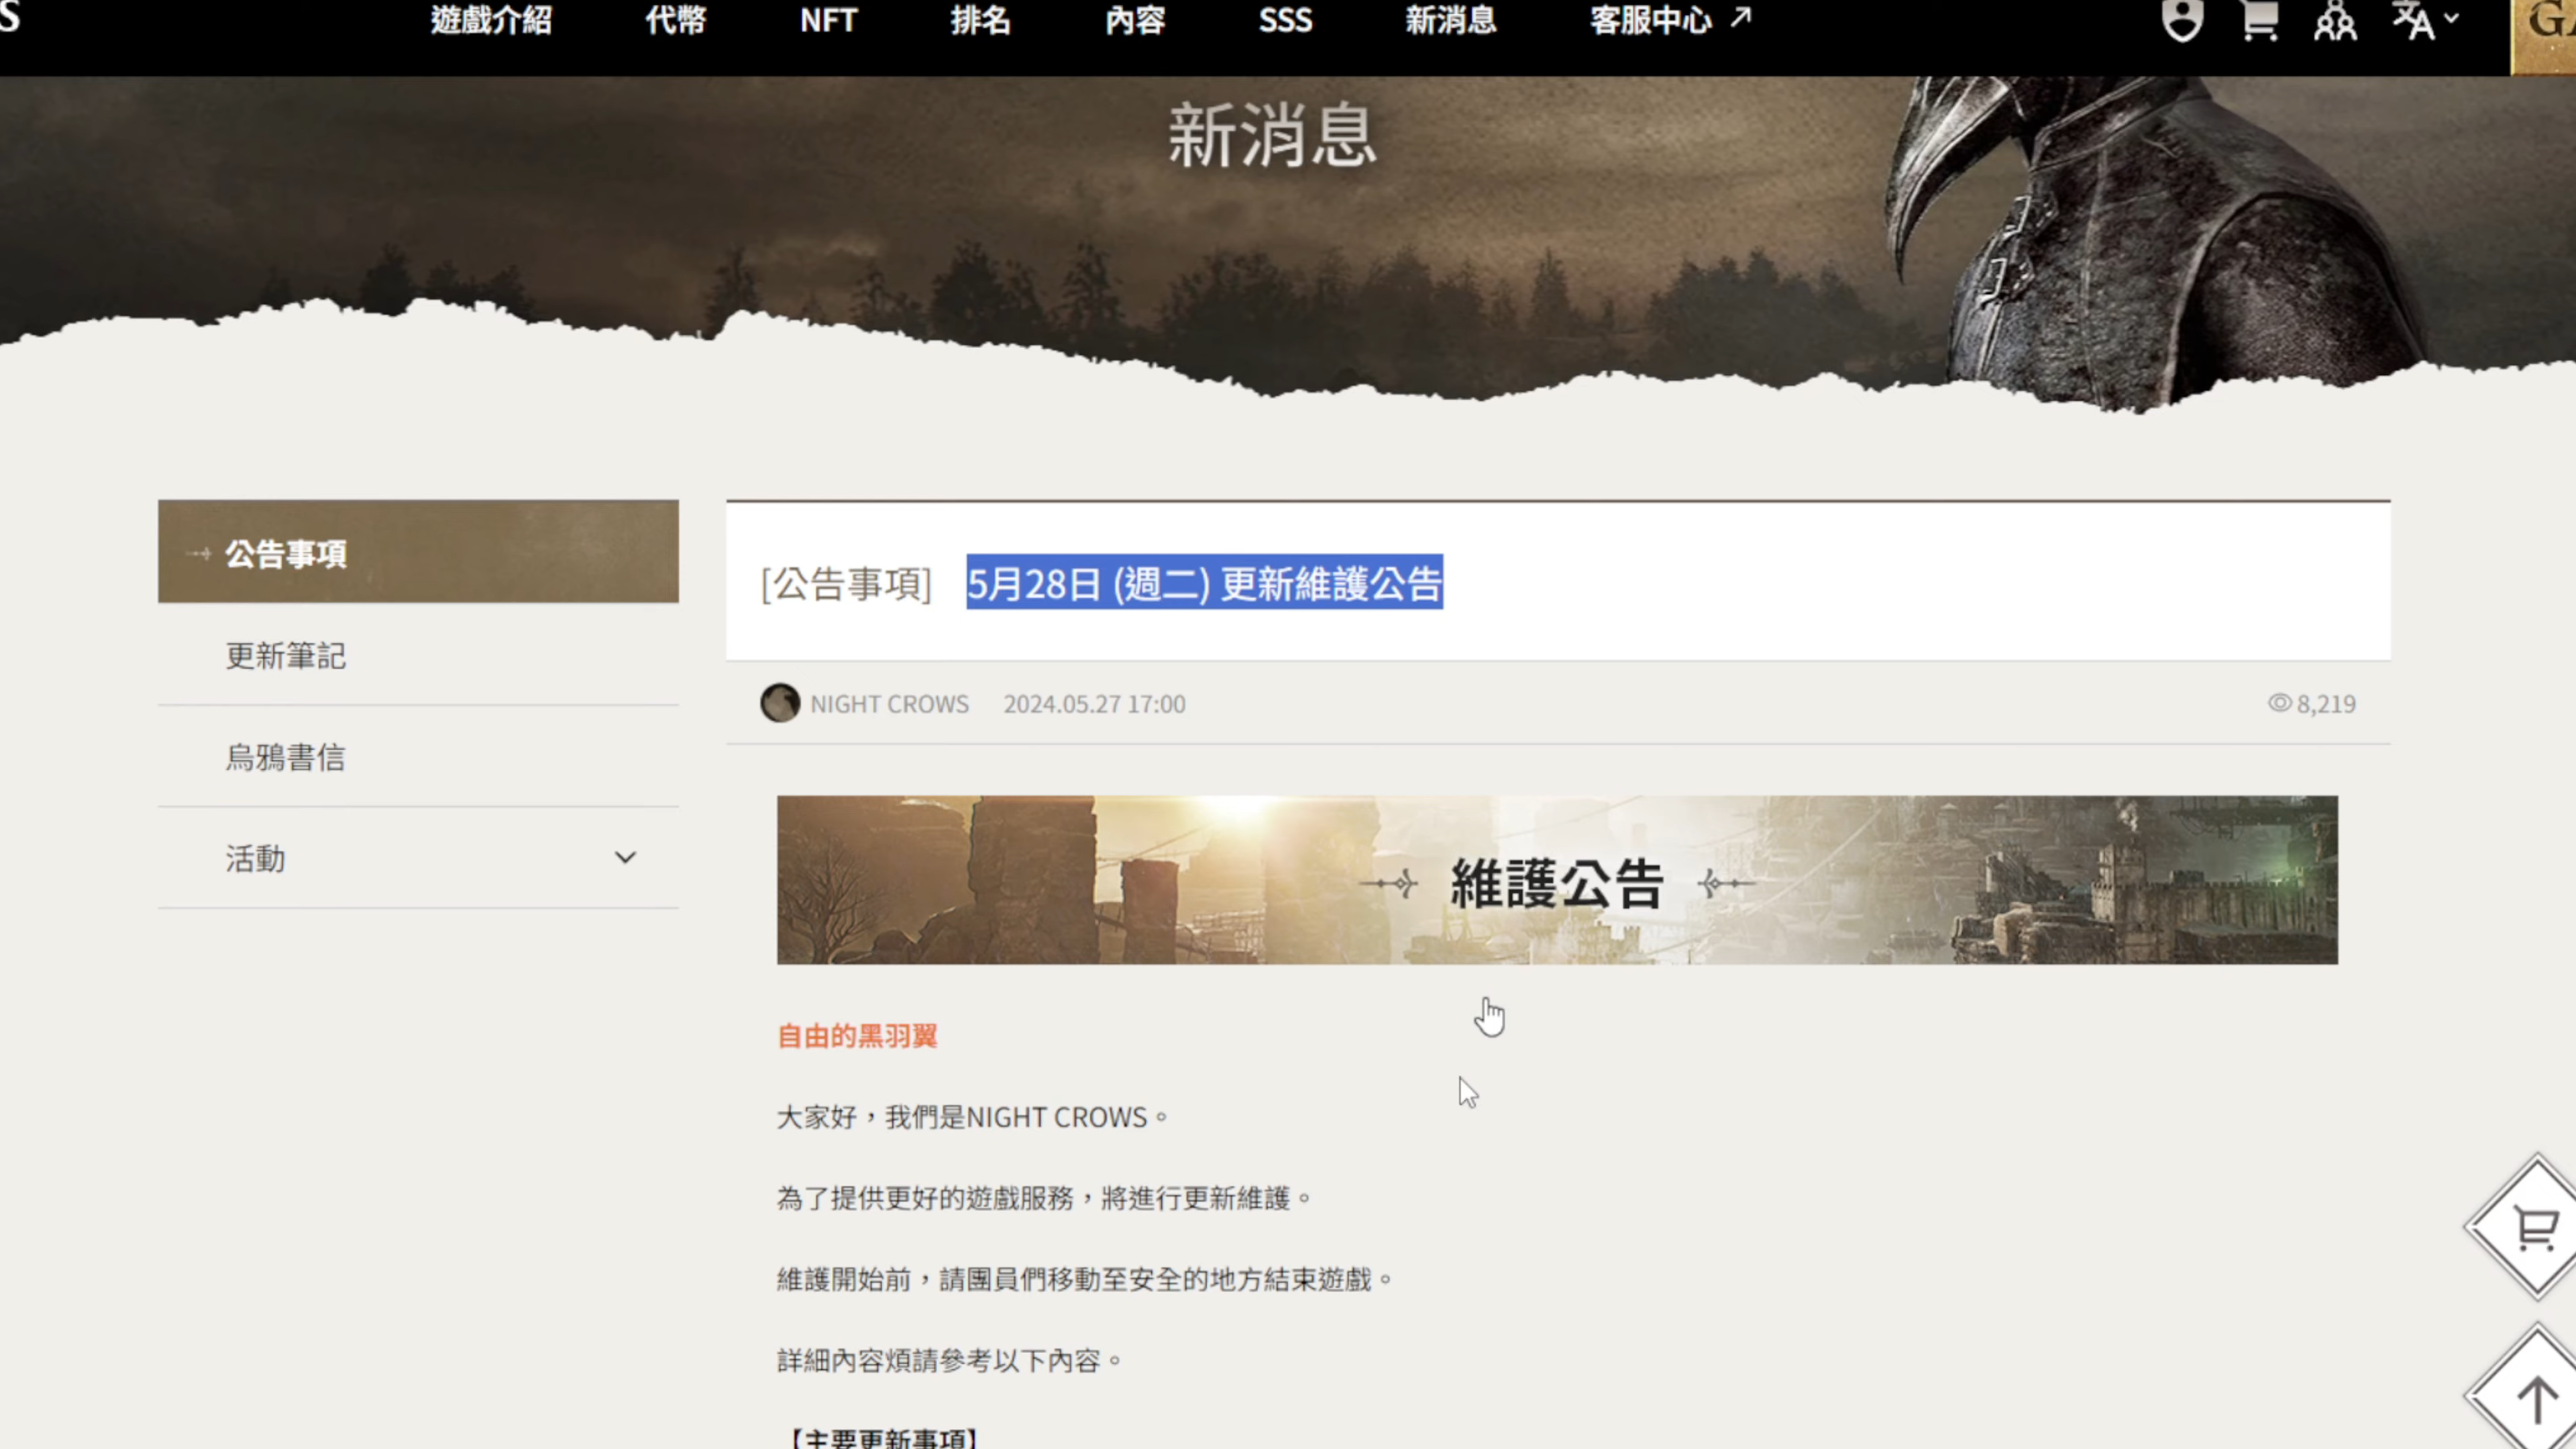 S
遊戲介紹 代幣 NFT 排名 內容 SSS 新消息 客服中心
新消息
公告事項
更新筆記
烏鴉書信
活動
[公告事項] 5月28日 (週二) 更新維護公告
NIGHT CROWS 2024.05.27 17:00 8,219
維護公告
自由的黑羽翼
大家好，我們是NIGHT CROWS。
為了提供更好的遊戲服務，將進行更新維護。
維護開始前，請團員們移動至安全的地方結束遊戲。
詳細內容煩請參考以下內容。
【主要更新事項】